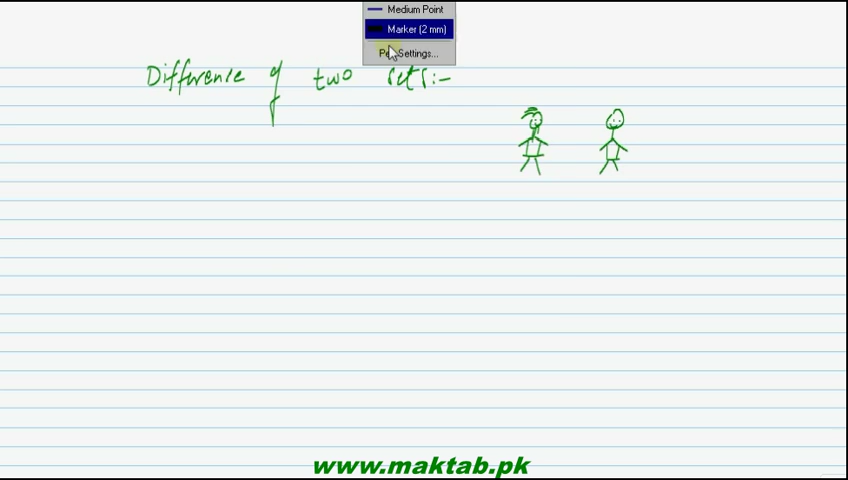 Medium Point
Marker (2 mm)
Pen Settings...
Difference of two sets:-
www.maktab.pk